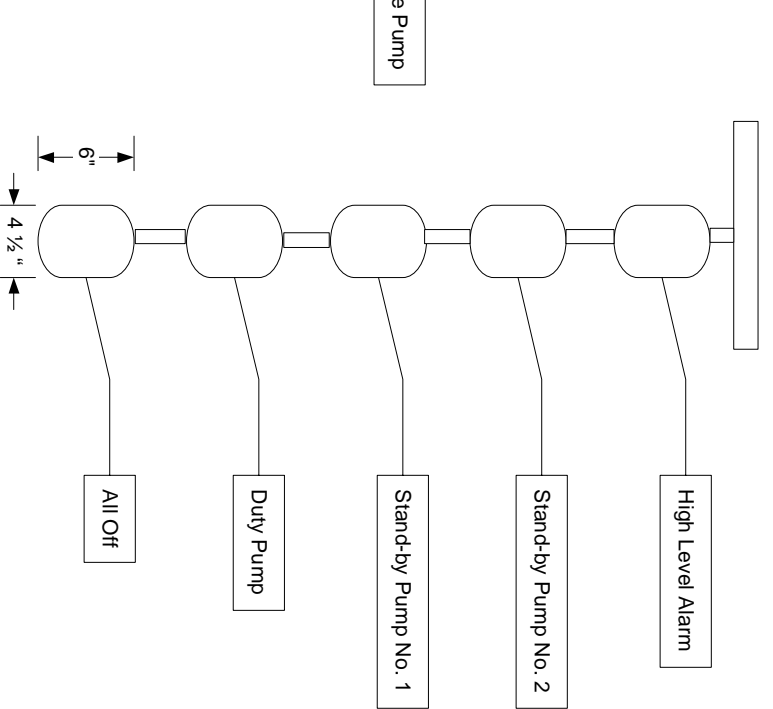 e Pump
High Level Alarm
Stand-by Pump No. 2
Stand-by Pump No. 1
Duty Pump
All Off
6"
4 ½ "